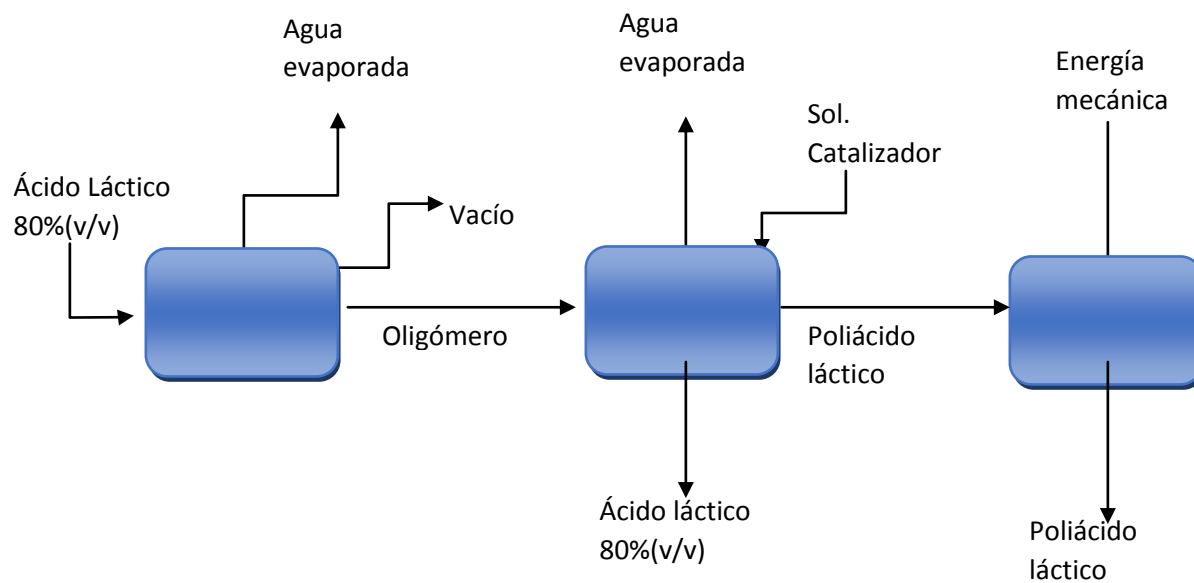 Agua
evaporada
Agua
evaporada
Energía
mecánica
Sol.
Catalizador
Ácido Láctico
80%(v/v)
Vacío
Oligómero
Poliácido
láctico
Ácido láctico
80%(v/v)
Poliácido
láctico